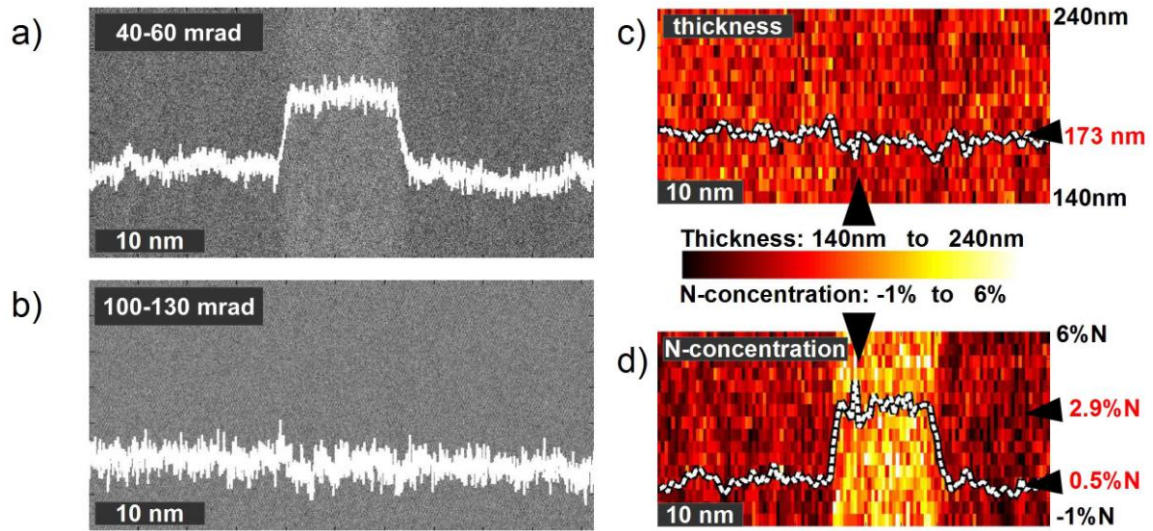 a)
40-60 mrad
10 nm
b)
100-130 mrad
10 nm
c)
thickness
240nm
173 nm
10 nm
140nm
Thickness: 140nm to 240nm
N-concentration: -1% to 6%
d)
N-concentration
6%N
2.9%N
0.5%N
10 nm
-1%N